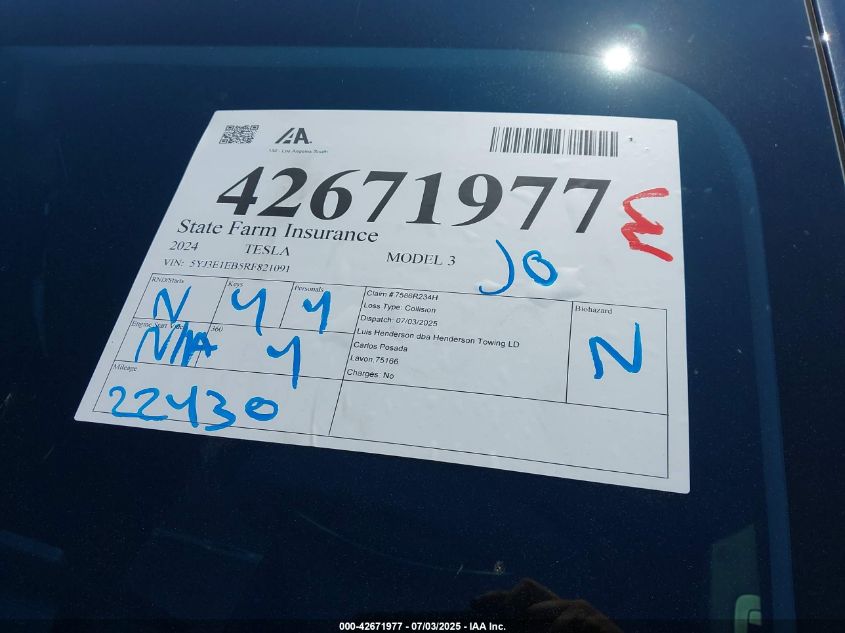 IAA
42671977
State Farm Insurance
2024 TESLA MODEL 3
VIN: 5YJ3E1EB5RF821091
JO
RND/Starts
N
Keys
Y
Personals
Y
Claim # 7566R234H
Loss Type: Collision
Dispatch: 07/03/2025
Luis Henderson dba Henderson Towing LD
Carlos Posada
Lavon 75166
Charges: No
Biohazard
N
N/A
360
Y
Mileage
22430
000-42671977 - 07/03/2025 - IAA Inc.